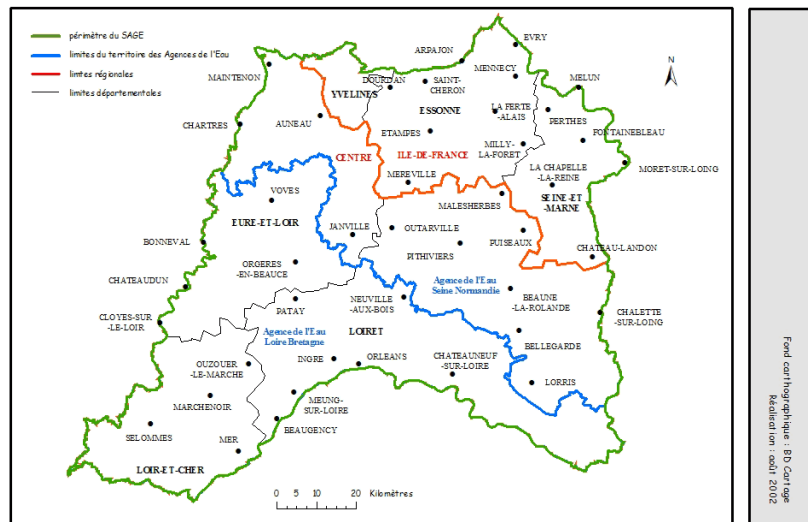 périmètre du SAGE
limites du territoire des Agences de l'Eau
limtes régionales
limites départementales
EVRY
ARPAJON
N
MAINTENON
DOURDAN
SAINT-
CHERON
MENNECY
MELUN
YVELINES
ESSONNE
LA FERTE
-ALAIS
PERTHES
CHARTRES
AUNEAU
ETAMPES
FONTAINEBLEAU
MILLY-
LA-FORET
CENTRE
ILE-DE-FRANCE
MORET-SUR-LOING
LA CHAPELLE
-LA-REINE
MEREVILLE
VOVES
MALESHERBES
SEINE-ET
-MARNE
EURE-ET-LOIR
JANVILLE
OUTARVILLE
PUISEAUX
BONNEVAL
PITHIVIERS
CHATEAU-LANDON
ORGERES
-EN-BEAUCE
CHATEAUDUN
Agence de l'Eau
Seine Normandie
NEUVILLE
-AUX-BOIS
BEAUNE
-LA-ROLANDE
CLOYES-SUR
-LE-LOIR
PATAY
CHALETTE
-SUR-LOING
Agence de l'Eau
Loire Bretagne
LOIRET
BELLEGARDE
OUZOUER
-LE-MARCHE
INGRE
ORLEANS
CHATEAUNEUF
-SUR-LOIRE
LORRIS
MARCHENOIR
MEUNG-
SUR-LOIRE
SELOMMES
BEAUGENCY
MER
LOIR-ET-CHER
0 5 10 20 Kilomètres
Fond carthographique : BD Cartage
Réalisation : août 2002